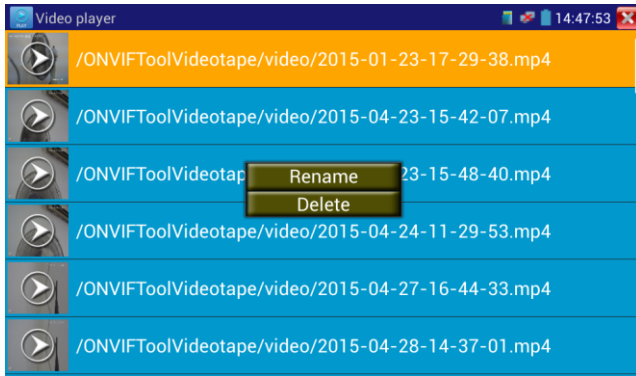 Video player 14:47:53
/ONVIFToolVideotape/video/2015-01-23-17-29-38.mp4
/ONVIFToolVideotape/video/2015-04-23-15-42-07.mp4
/ONVIFToolVideotap 23-15-48-40.mp4
Rename
Delete
/ONVIFToolVideotape/video/2015-04-24-11-29-53.mp4
/ONVIFToolVideotape/video/2015-04-27-16-44-33.mp4
/ONVIFToolVideotape/video/2015-04-28-14-37-01.mp4